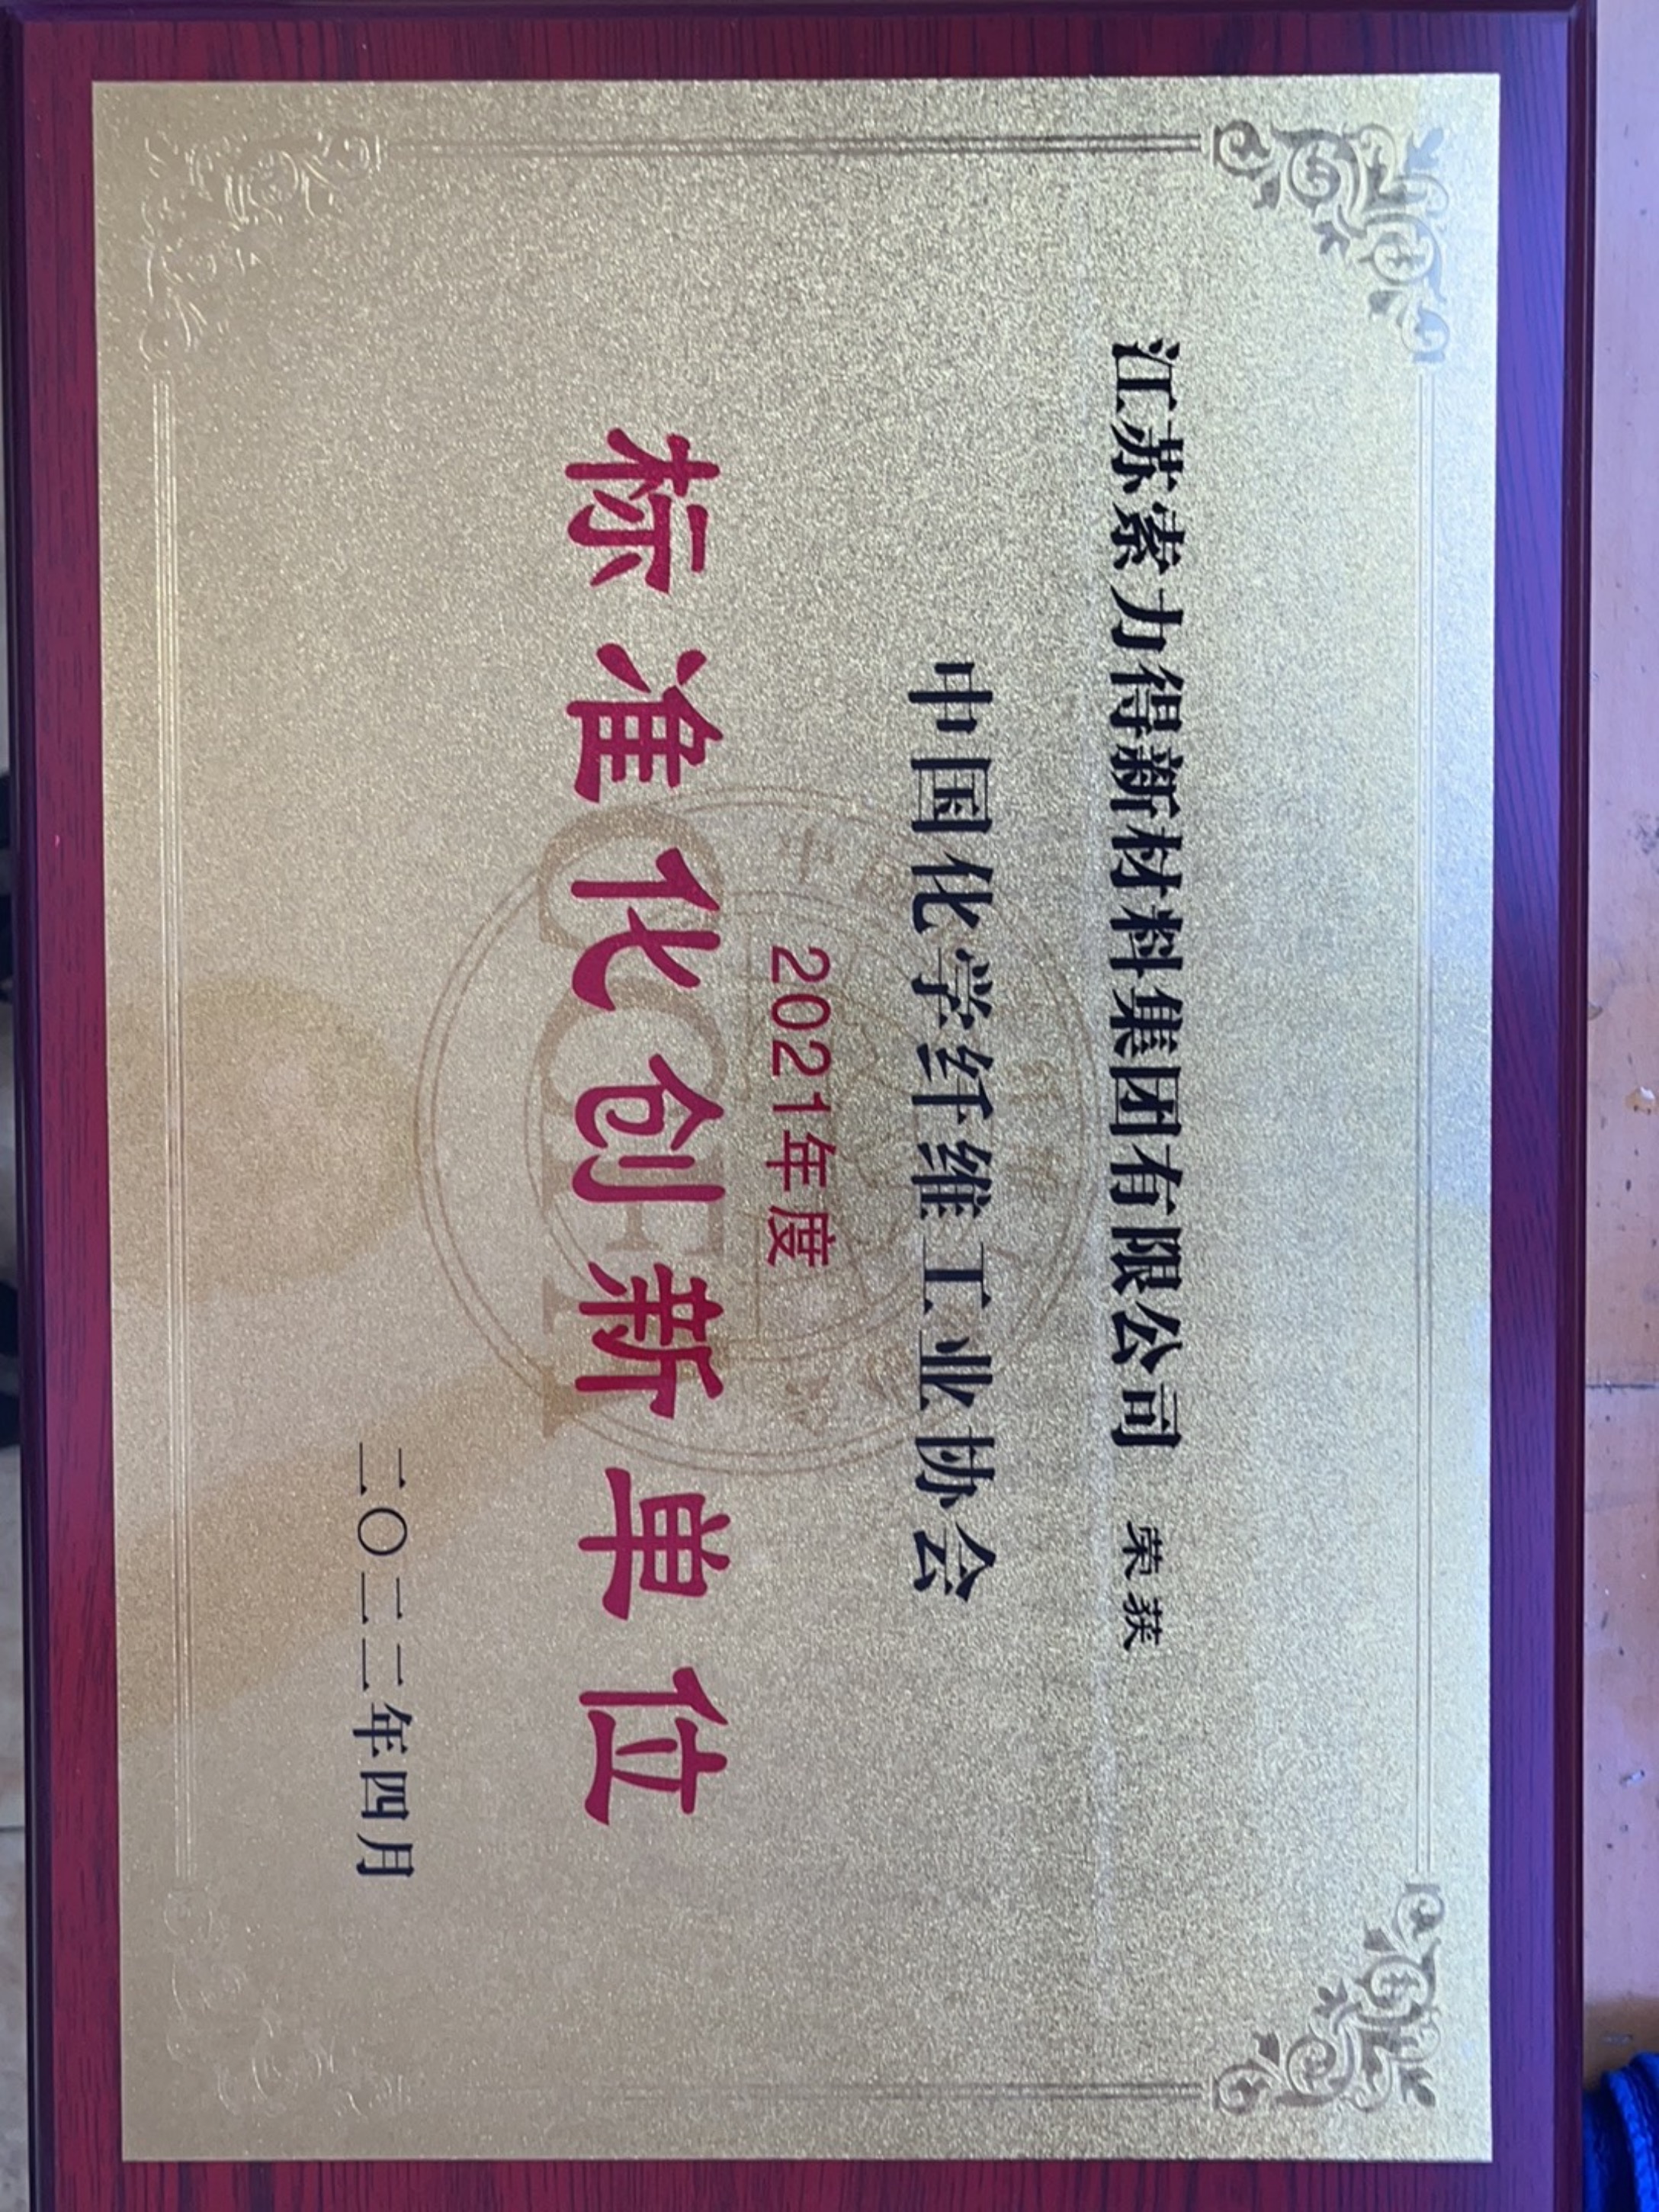 江苏索力得新材料集团有限公司 荣获
中国化学纤维工业协会
2021年度
标准化创新单位
二〇二二年四月
CCFA